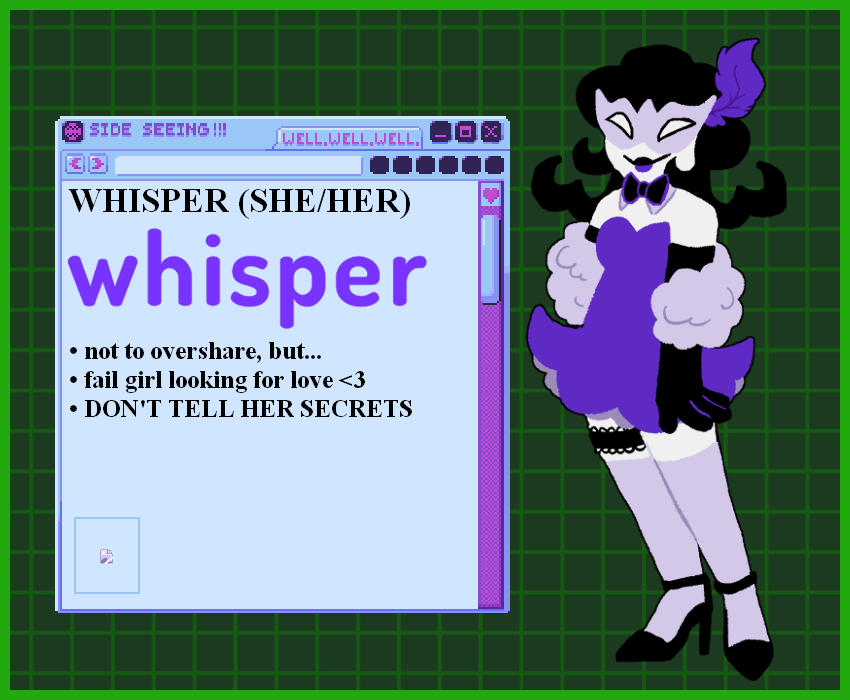 SIDE SEEING!!!
WELL.WELL.WELL.
WHISPER (SHE/HER)
whisper
• not to overshare, but...
• fail girl looking for love <3
• DON'T TELL HER SECRETS